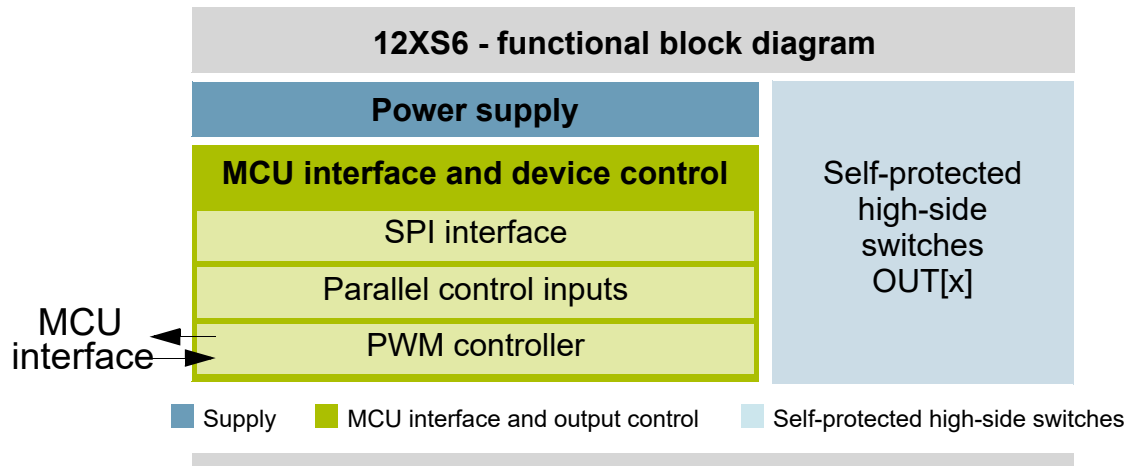 12XS6 - functional block diagram
Power supply
MCU interface and device control
SPI interface
Parallel control inputs
PWM controller
Self-protected
high-side
switches
OUT[x]
MCU
interface
Supply
MCU interface and output control
Self-protected high-side switches